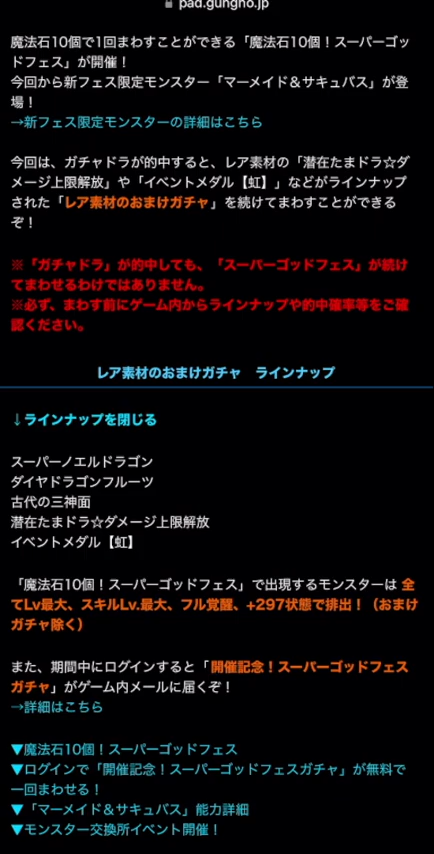 pad.gungho.jp
魔法石10個で1回まわすことができる「魔法石10個！スーパーゴッ
ドフェス」が開催！
今回から新フェス限定モンスター「マーメイド＆サキュバス」が登
場！
→新フェス限定モンスターの詳細はこちら
今回は、ガチャドラが的中すると、レア素材の「潜在たまドラ☆ダ
メージ上限解放」や「イベントメダル【虹】」などがラインナップ
された「レア素材のおまけガチャ」を続けてまわすことができる
ぞ！
※「ガチャドラ」が的中しても、「スーパーゴッドフェス」が続け
てまわせるわけではありません。
※必ず、まわす前にゲーム内からラインナップや的中確率等をご確
認ください。
レア素材のおまけガチャ　ラインナップ
↓ラインナップを閉じる
スーパーノエルドラゴン
ダイヤドラゴンフルーツ
古代の三神面
潜在たまドラ☆ダメージ上限解放
イベントメダル【虹】
「魔法石10個！スーパーゴッドフェス」で出現するモンスターは 全
てLv最大、スキルLv.最大、フル覚醒、+297状態で排出！（おまけ
ガチャ除く）
また、期間中にログインすると「開催記念！スーパーゴッドフェス
ガチャ」がゲーム内メールに届くぞ！
→詳細はこちら
▼魔法石10個！スーパーゴッドフェス
▼ログインで「開催記念！スーパーゴッドフェスガチャ」が無料で
一回まわせる！
▼「マーメイド＆サキュバス」能力詳細
▼モンスター交換所イベント開催！